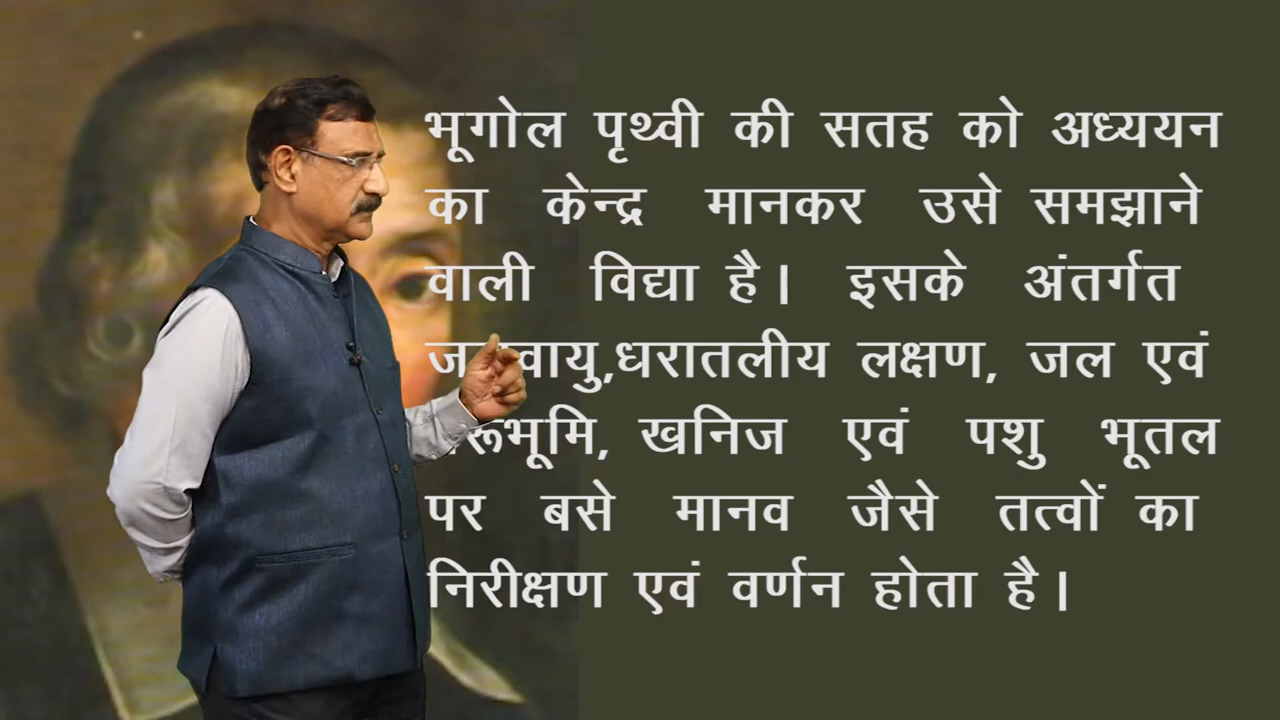 भूगोल पृथ्वी की सतह को अध्ययन
का केन्द्र मानकर उसे समझाने
वाली विद्या है। इसके अंतर्गत
धरातलीय लक्षण, जल एवं
खनिज एवं पशु भूतल
पर बसे मानव जैसे तत्वों का
निरीक्षण एवं वर्णन होता है।